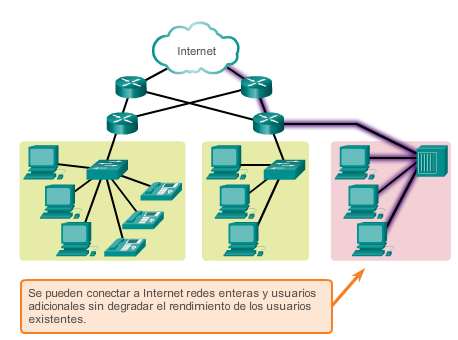 Internet
Se pueden conectar a Internet redes enteras y usuarios
adicionales sin degradar el rendimiento de los usuarios
existentes.